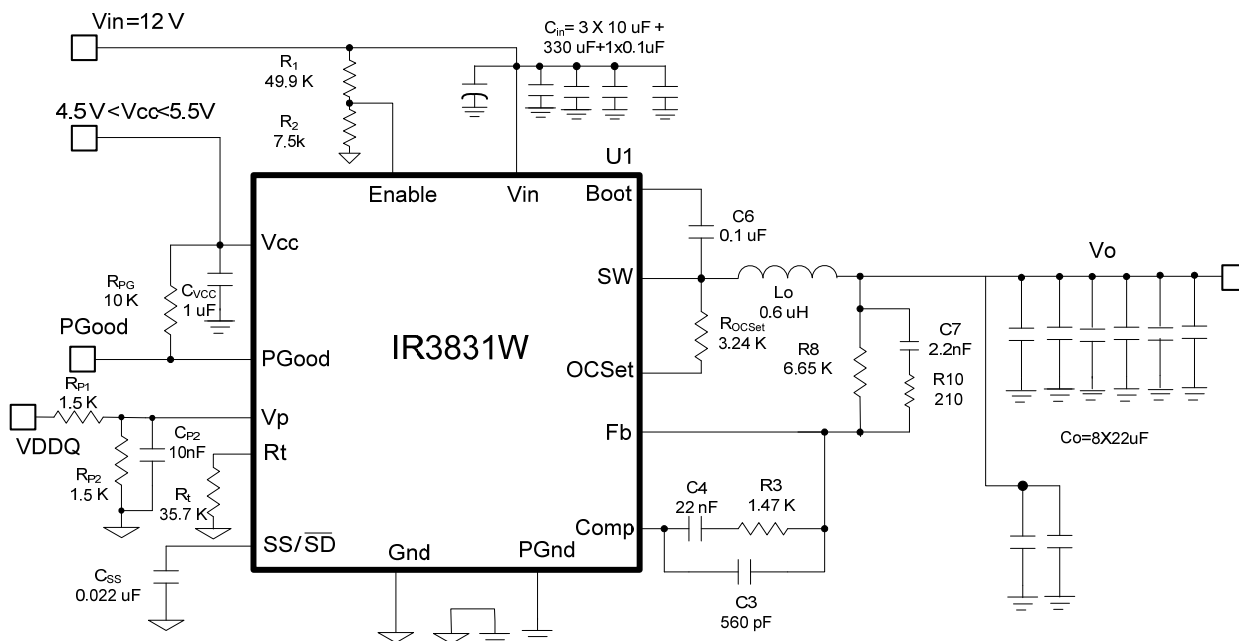 Vin=12 V
Cin= 3 X 10 uF +
330 uF+1x0.1uF
R1
49.9 K
4.5V<Vcc<5.5V
R2
7.5k
U1
Enable
Vin
Boot
C6
0.1 uF
Vcc
SW
Vo
RPG
10 K
CVCC
1 uF
Lo
0.6 uH
ROCSet
3.24 K
C7
2.2nF
PGood
PGood
IR3831W
R8
6.65 K
OCSet
R10
210
RP1
1.5 K
Vp
VDDQ
CP2
10nF
Fb
Co=8X22uF
Rt
RP2
1.5 K
Rt
35.7 K
C4
22 nF
R3
1.47 K
Comp
SS/SD
Gnd
PGnd
CSS
0.022 uF
C3
560 pF